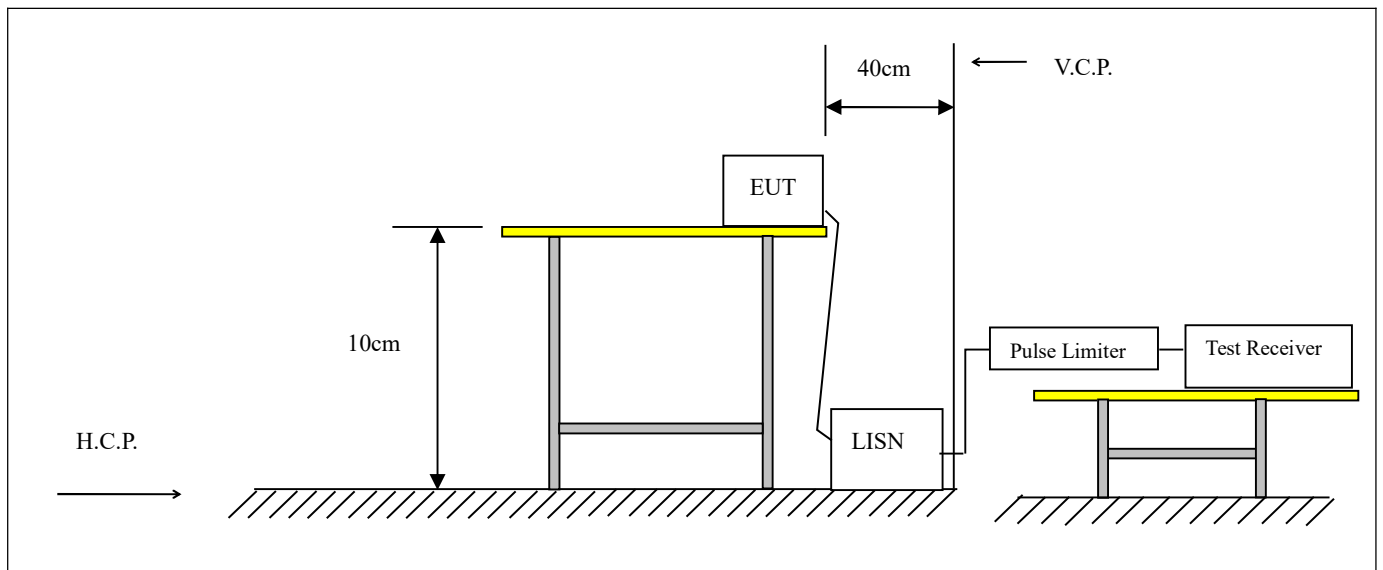 40cm
V.C.P.
EUT
10cm
Pulse Limiter
Test Receiver
H.C.P.
LISN